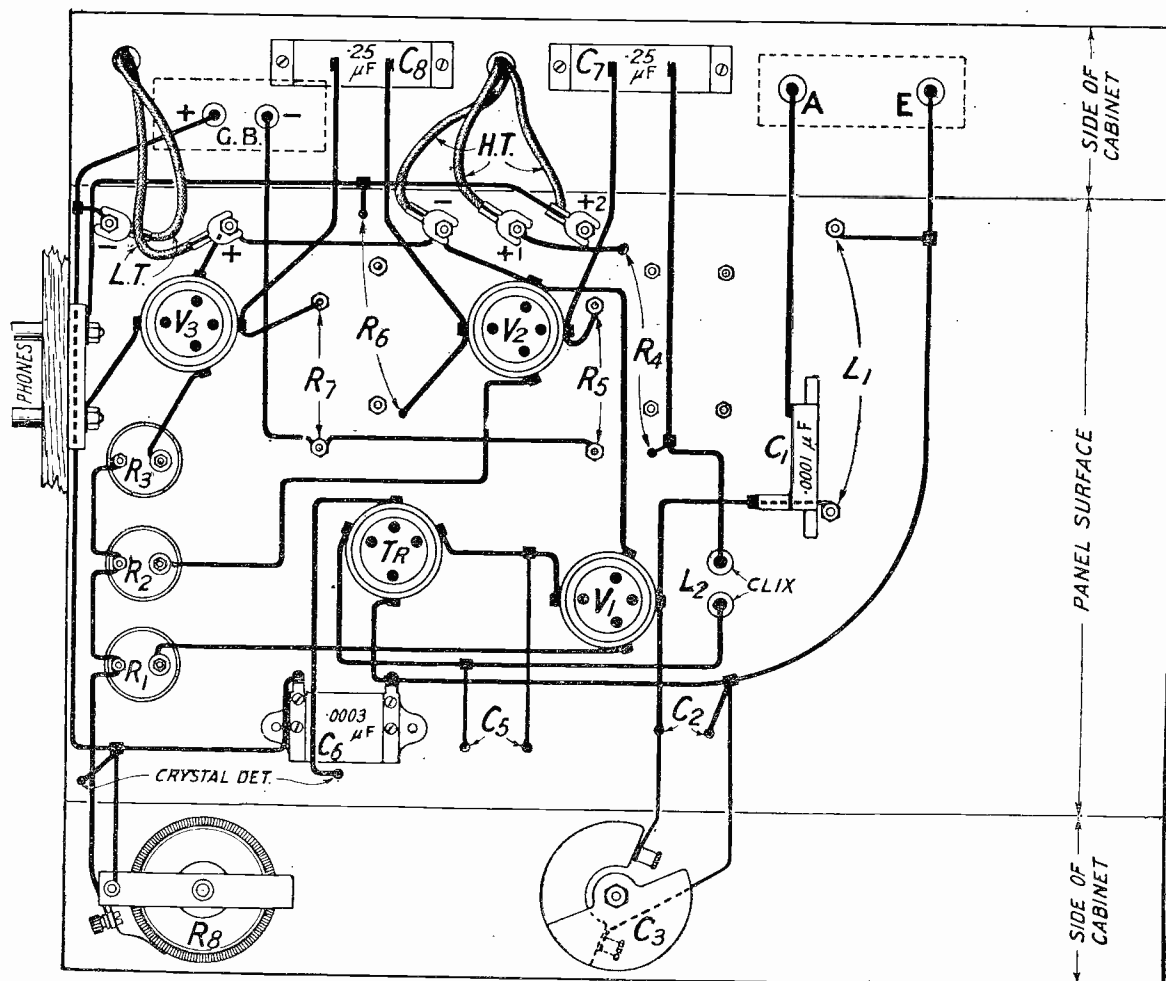 .25
µF
C8
C7
.25
µF
+
-
G.B.
H.T.
A
E
SIDE OF
CABINET
-
L.T.
+
-
+1
+2
PHONES
V3
R7
R6
V2
R5
R4
L1
C1
.0001 µF
R3
R2
R1
TR
V1
L2
CLIX
PANEL SURFACE
.0003
µF
C6
C5
C2
CRYSTAL DET.
R8
C3
SIDE OF
CABINET